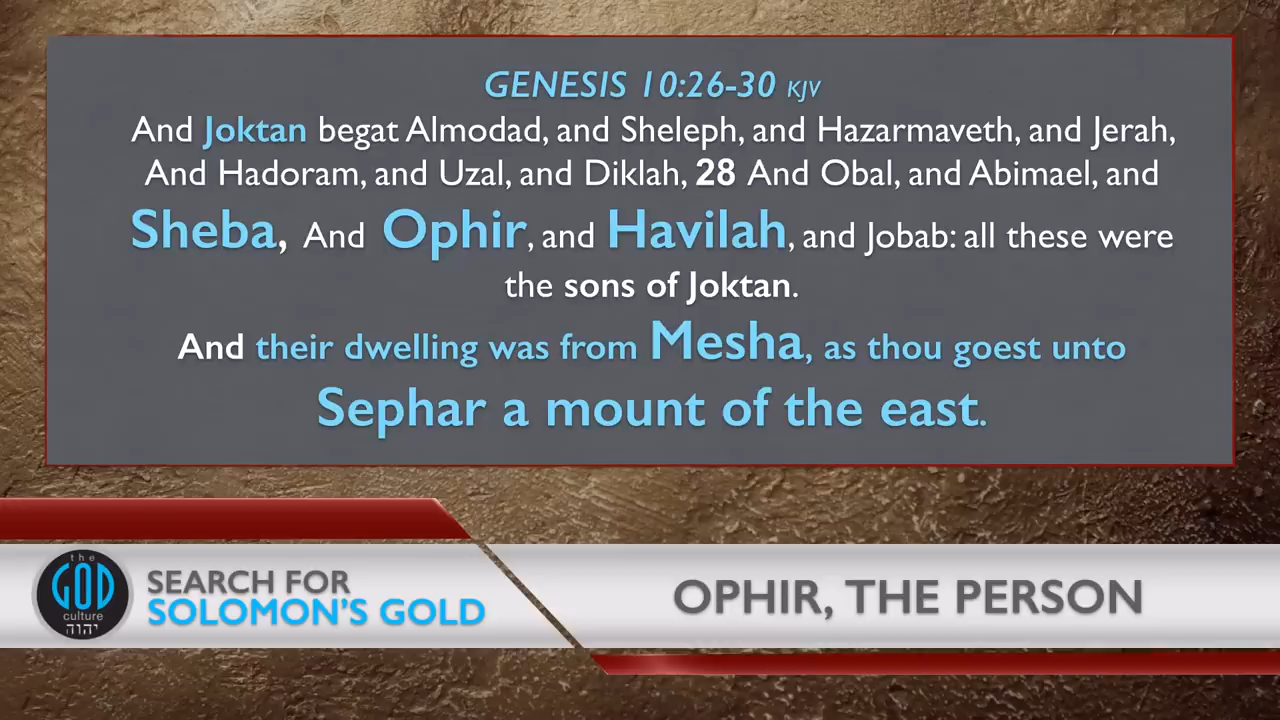 GENESIS 10:26-30 KJV
And Joktan begat Almodad, and Sheleph, and Hazarmaveth, and Jerah,
And Hadoram, and Uzal, and Diklah, 28 And Obal, and Abimael, and
Sheba, And Ophir, and Havilah, and Jobab: all these were
the sons of Joktan.
And their dwelling was from Mesha, as thou goest unto
Sephar a mount of the east.
the
GOD
culture
יהוה
SEARCH FOR
SOLOMON'S GOLD
OPHIR, THE PERSON